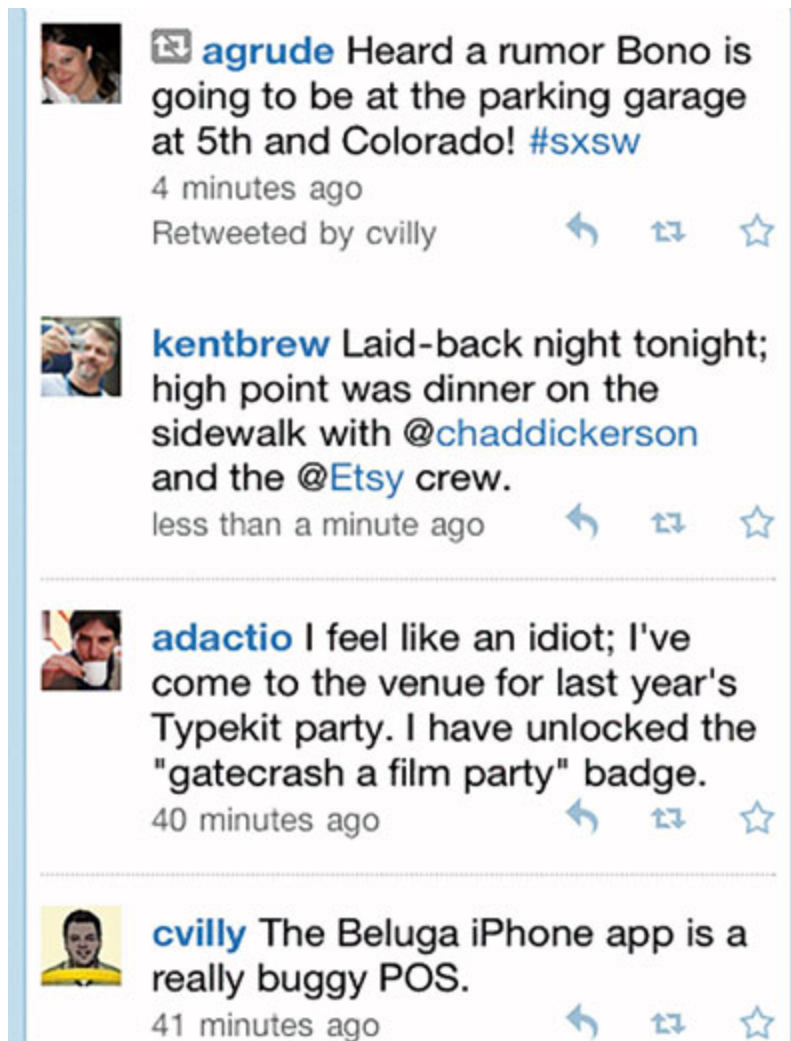 agrude Heard a rumor Bono is
going to be at the parking garage
at 5th and Colorado! #sxsw
4 minutes ago
Retweeted by cvilly
kentbrew Laid-back night tonight;
high point was dinner on the
sidewalk with @chaddickerson
and the @Etsy crew.
less than a minute ago
adactio I feel like an idiot; I've
come to the venue for last year's
Typekit party. I have unlocked the
"gatecrash a film party" badge.
40 minutes ago
cvilly The Beluga iPhone app is a
really buggy POS.
41 minutes ago